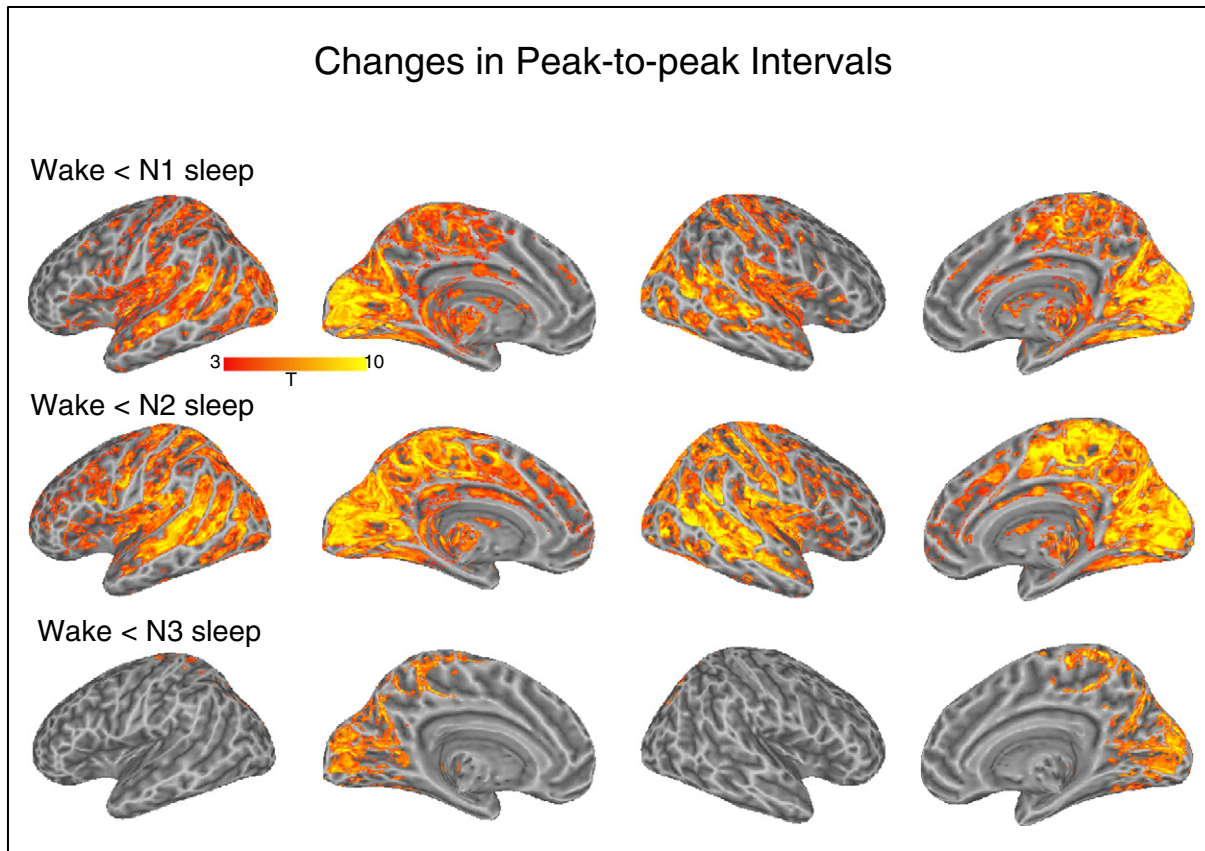 Changes in Peak-to-peak Intervals
Wake < N1 sleep
3 10
T
Wake < N2 sleep
Wake < N3 sleep